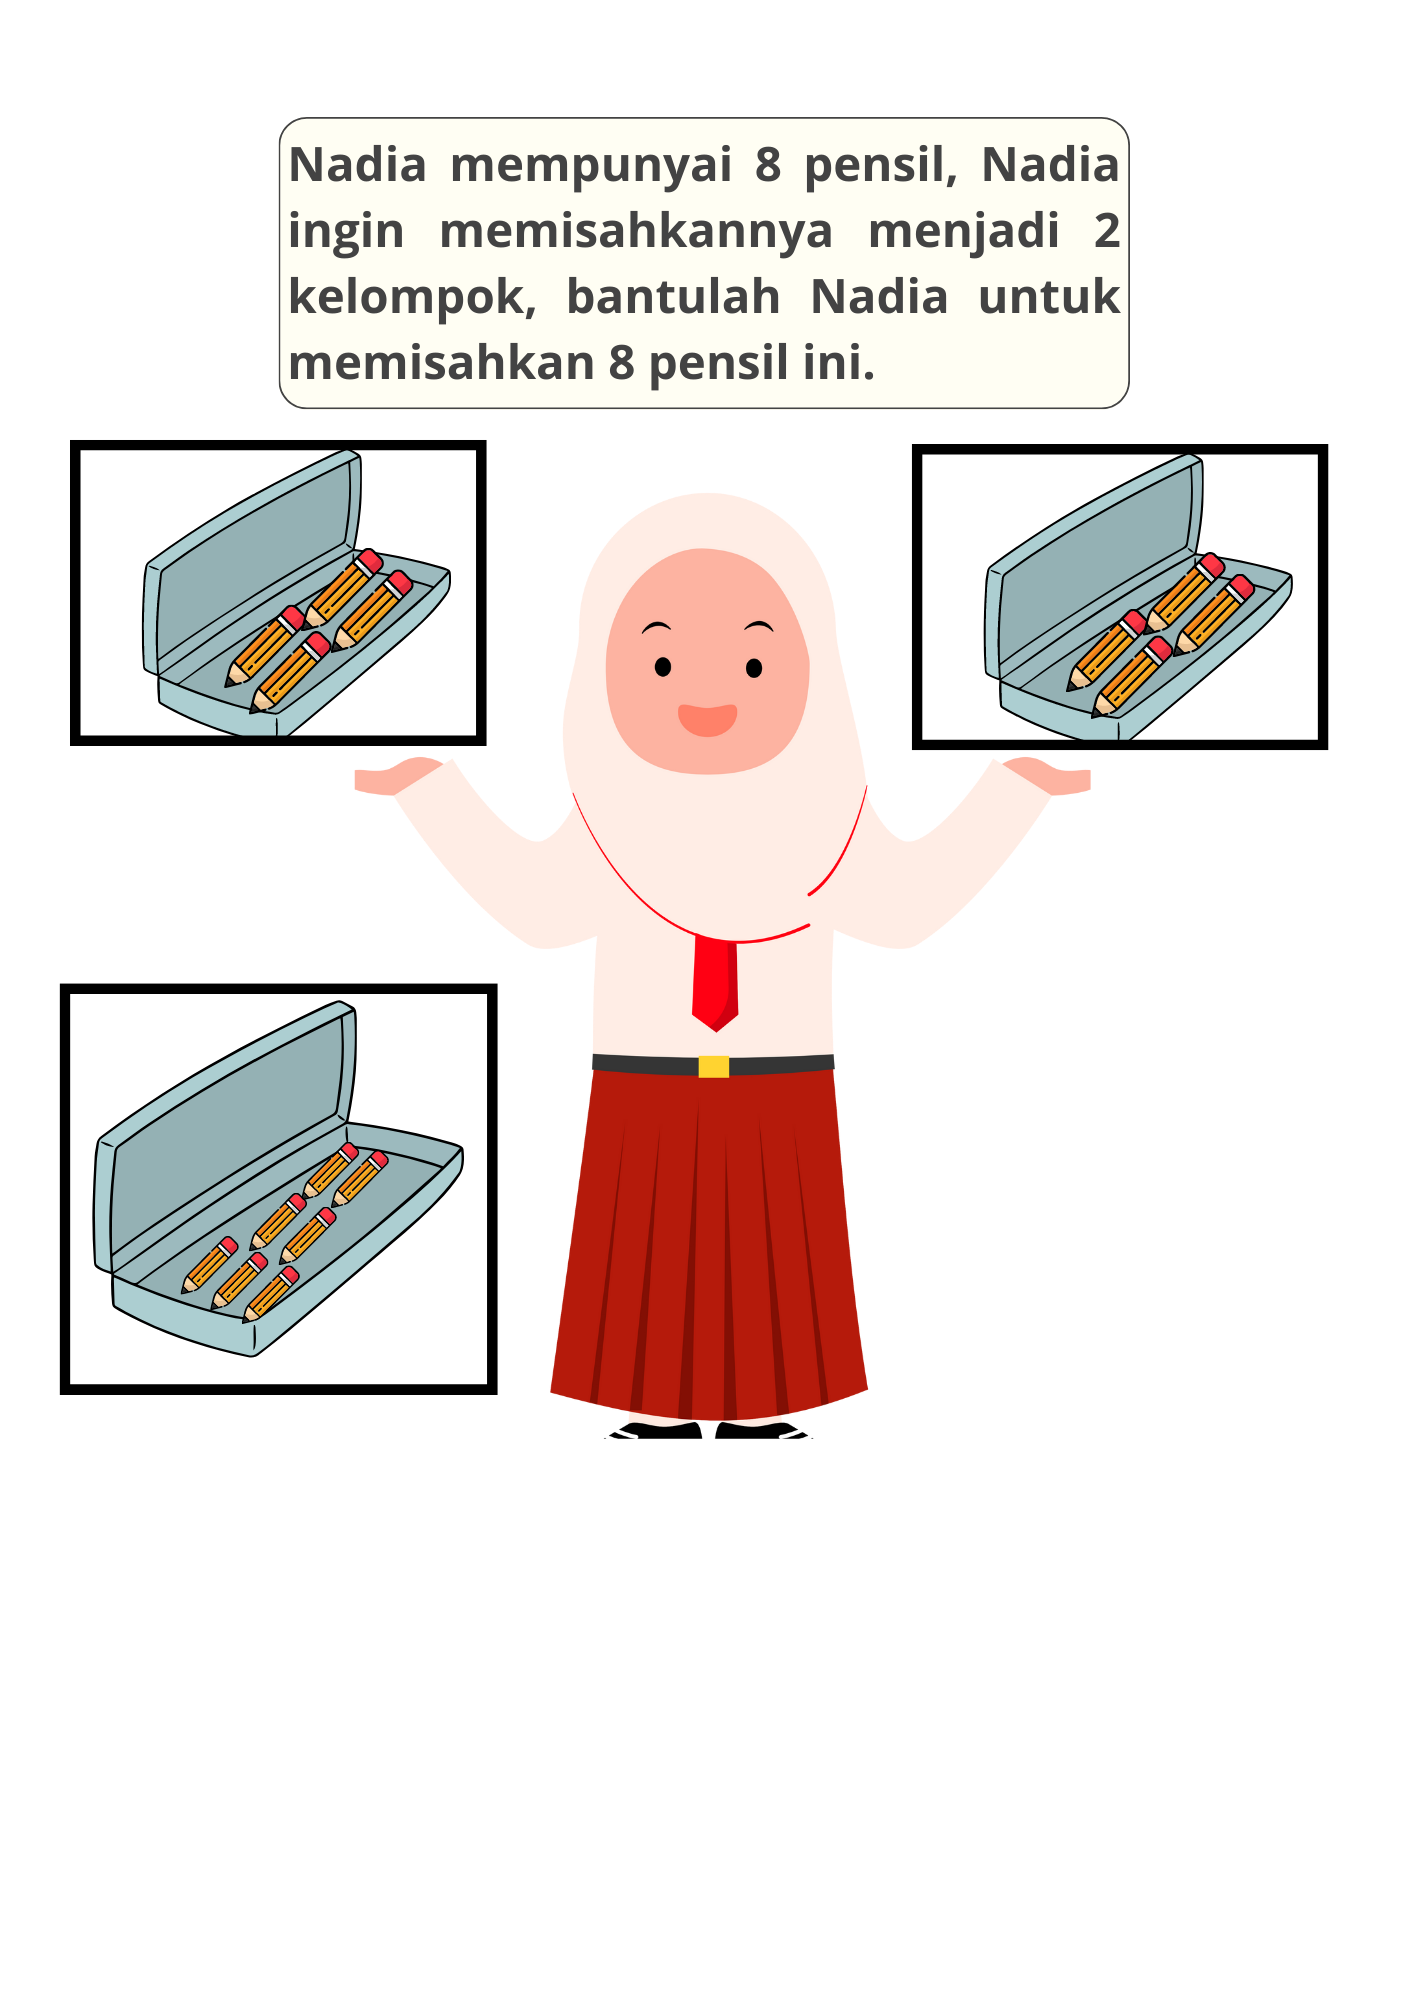 Nadia mempunyai 8 pensil, Nadia
ingin memisahkannya menjadi 2
kelompok, bantulah Nadia untuk
memisahkan 8 pensil ini.